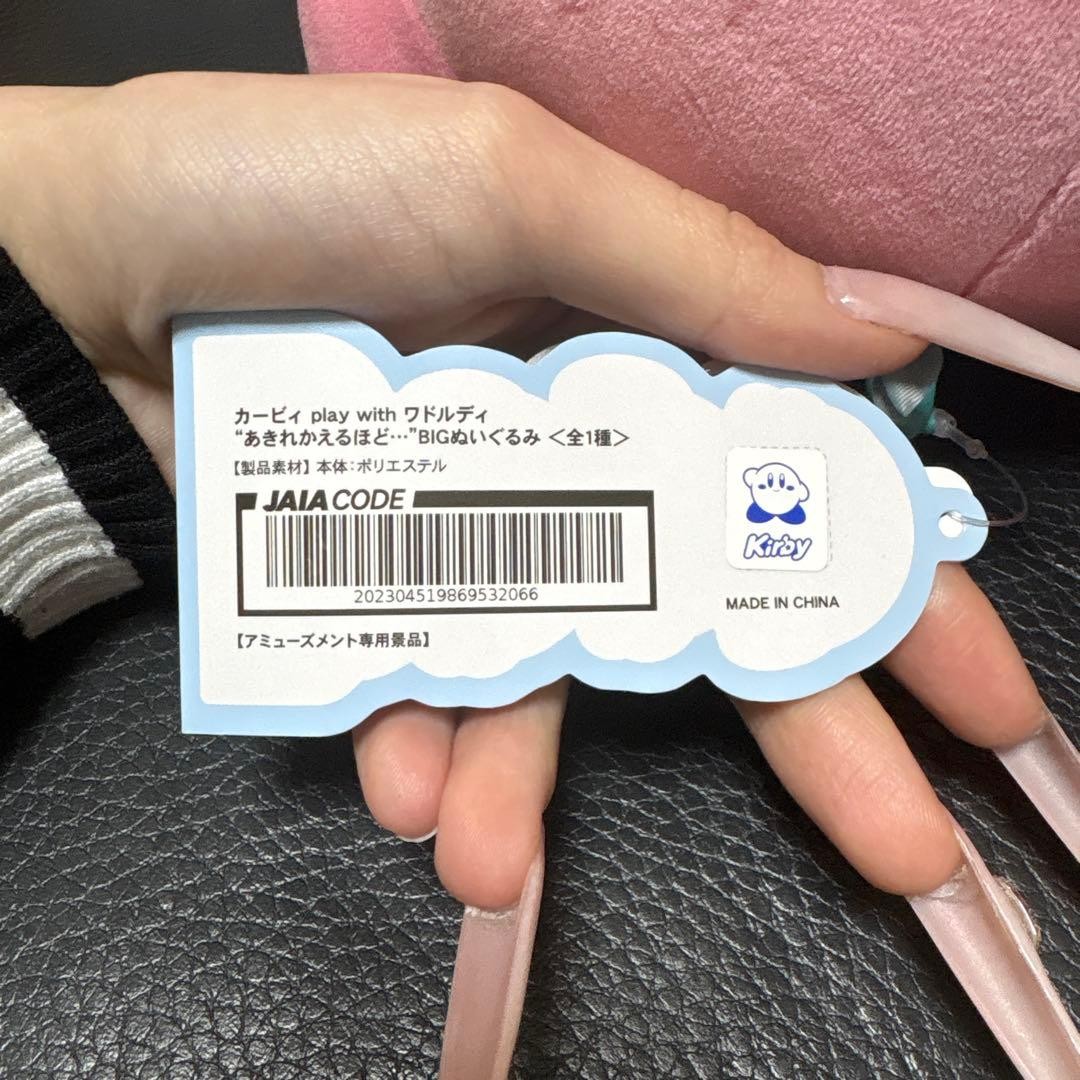 カービィ play with ワドルディ
“あきれかえるほど…”BIGぬいぐるみ ＜全1種＞
【製品素材】本体：ポリエステル
JAIA CODE
202304519869532066
【アミューズメント専用景品】
Kirby
MADE IN CHINA